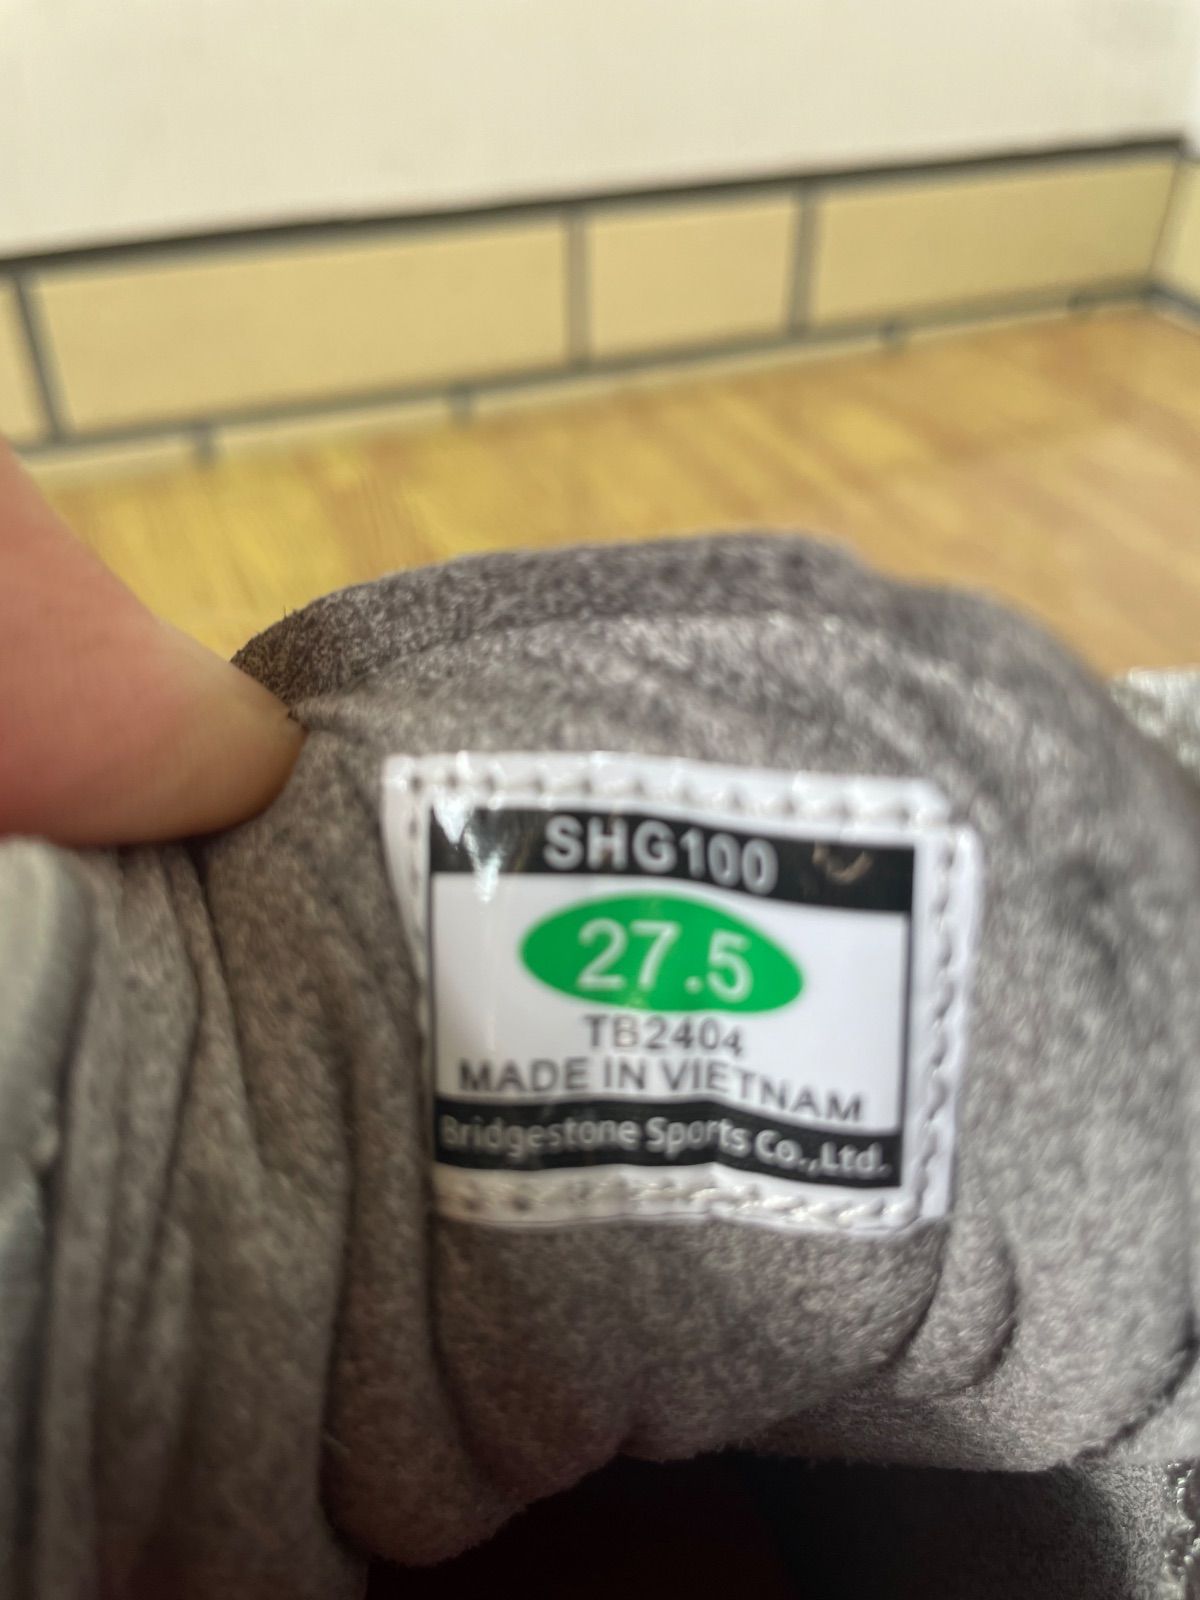 SHG100
27.5
TB2404
MADE IN VIETNAM
Bridgestone Sports Co.,Ltd.